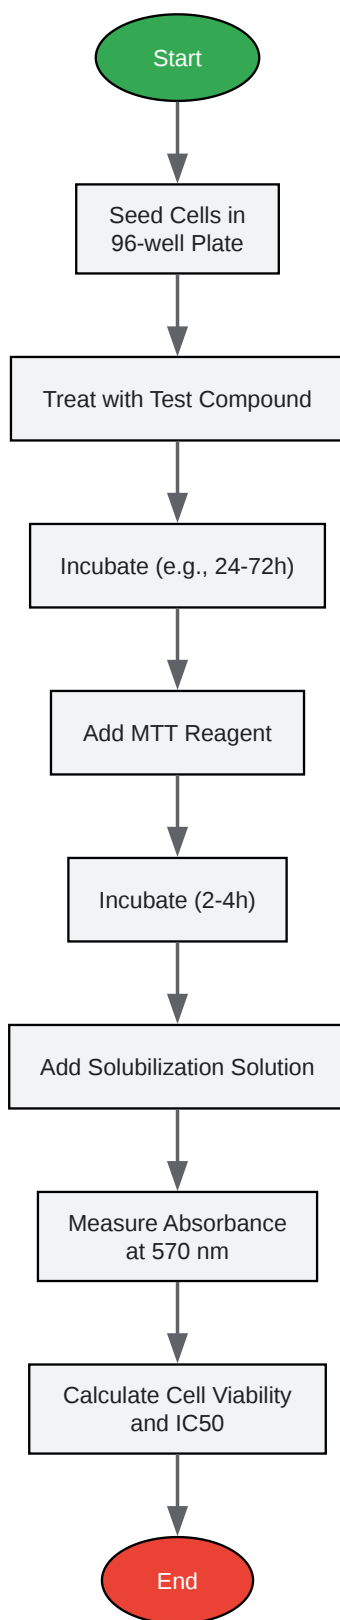 Start
Seed Cells in
96-well Plate
Treat with Test Compound
Incubate (e.g., 24-72h)
Add MTT Reagent
Incubate (2-4h)
Add Solubilization Solution
Measure Absorbance
at 570 nm
Calculate Cell Viability
and IC50
End